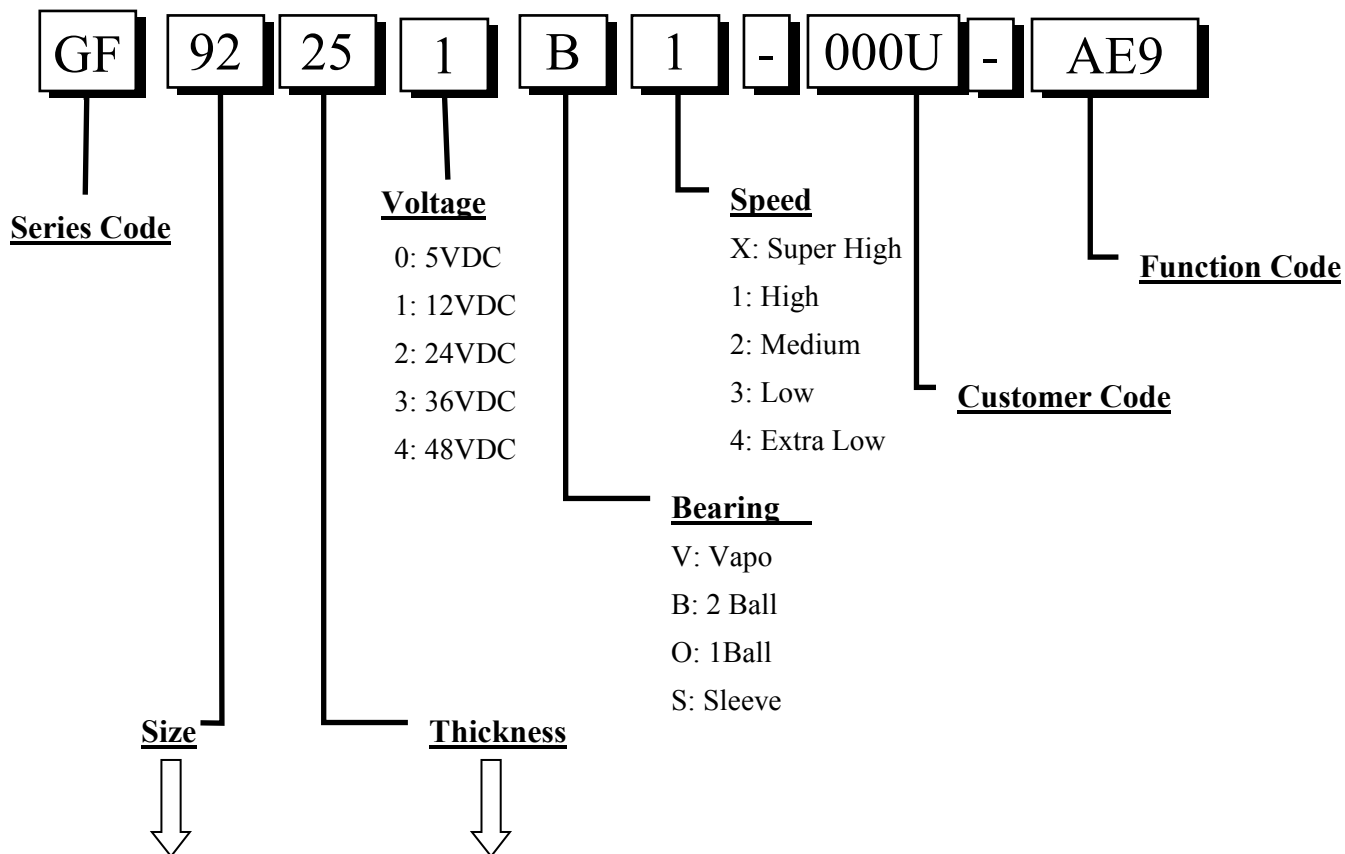 GF 92 25 1 B 1 - 000U - AE9
Series Code
Voltage
0: 5VDC
1: 12VDC
2: 24VDC
3: 36VDC
4: 48VDC
Speed
X: Super High
1: High
2: Medium
3: Low
4: Extra Low
Function Code
Customer Code
Bearing
V: Vapo
B: 2 Ball
O: 1Ball
S: Sleeve
Size
Thickness